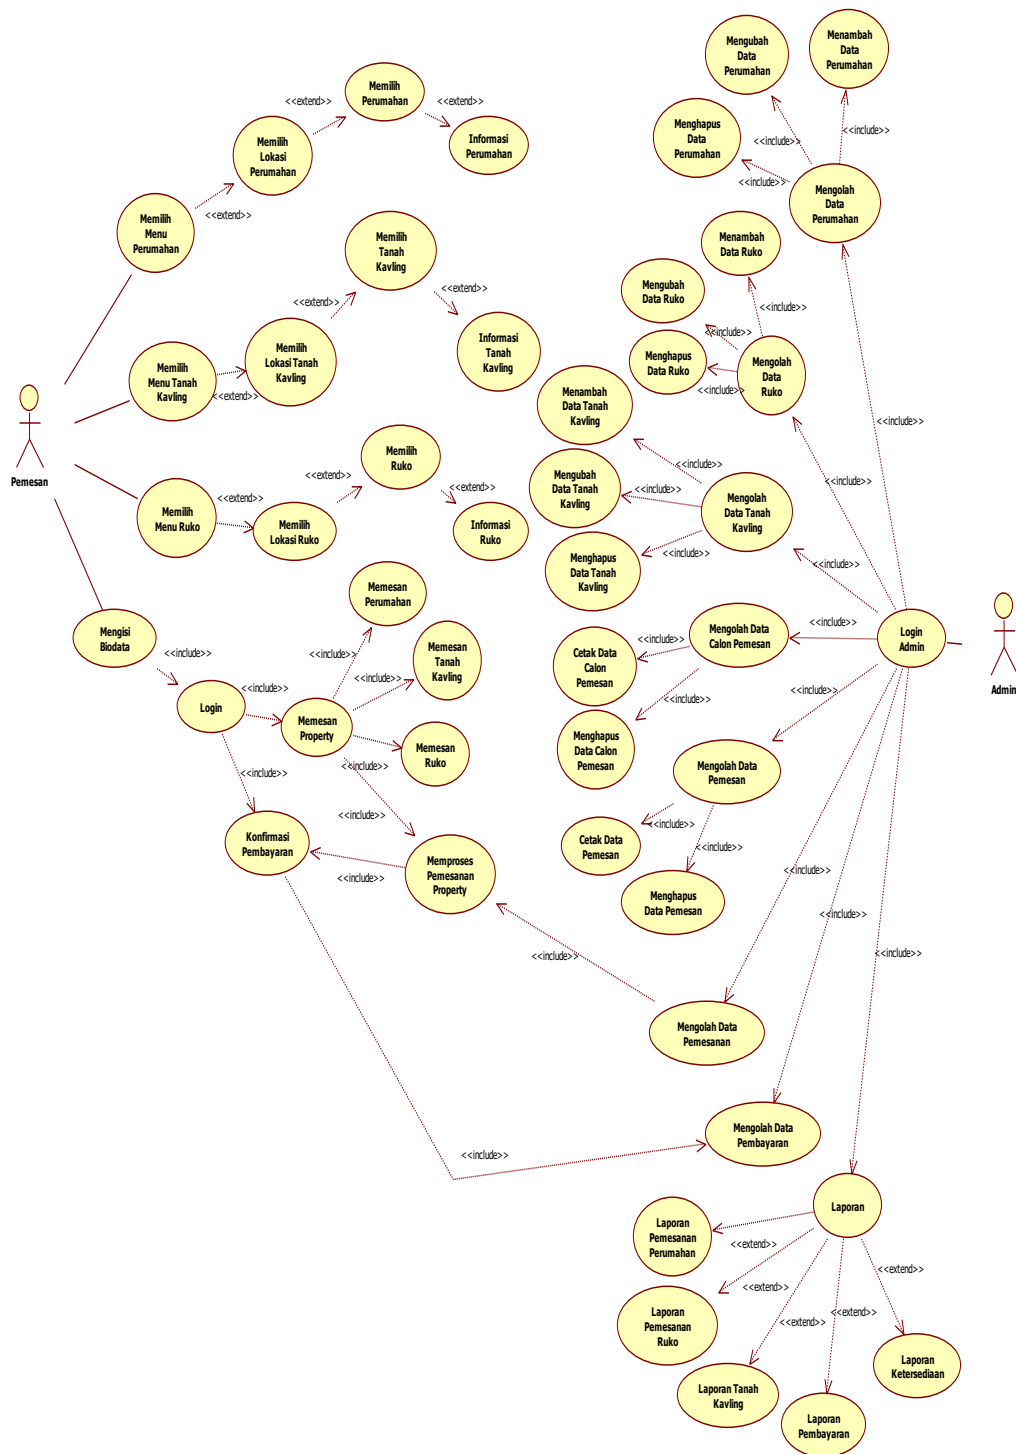 Mengubah
Data
Perumahan
Menambah
Data
Perumahan
Memilih
Perumahan
<<extend>>
<<extend>>
Informasi
Perumahan
Memilih
Lokasi
Perumahan
<<extend>>
Memilih
Menu
Perumahan
Menghapus
Data
Perumahan
<<include>>
<<include>>
<<include>>
Mengolah
Data
Perumahan
Memilih
Tanah
Kavling
<<extend>>
<<extend>>
Memilih
Lokasi Tanah
Kavling
Informasi
Tanah
Kavling
Memilih
Menu Tanah
Kavling
<<extend>>
Menambah
Data Ruko
Mengubah
Data Ruko
<<include>>
<<include>>
Menghapus
Data Ruko
<<include>>
Mengolah
Data
Ruko
Pemesan
Memilih
Ruko
<<extend>>
<<extend>>
Memilih
Menu Ruko
<<extend>>
Memilih
Lokasi Ruko
Informasi
Ruko
Menambah
Data Tanah
Kavling
<<include>>
Mengubah
Data Tanah
Kavling
<<include>>
Mengolah
Data Tanah
Kavling
Menghapus
Data Tanah
Kavling
<<include>>
<<include>>
<<include>>
<<include>>
Mengisi
Biodata
<<include>>
Login
<<include>>
Memesan
Property
<<include>>
Memesan
Perumahan
<<include>>
Memesan
Tanah
Kavling
Memesan
Ruko
<<include>>
<<include>>
<<include>>
Konfirmasi
Pembayaran
<<include>>
Memproses
Pemesanan
Property
Mengolah Data
Calon Pemesan
<<include>>
Login
Admin
Admin
Cetak Data
Calon
Pemesan
<<include>>
Menghapus
Data Calon
Pemesan
<<include>>
<<include>>
Mengolah Data
Pemesan
Cetak Data
Pemesan
<<include>>
<<include>>
Menghapus
Data Pemesan
<<include>>
<<include>>
<<include>>
<<include>>
Mengolah Data
Pemesanan
Mengolah Data
Pembayaran
<<include>>
Laporan
Laporan
Pemesanan
Perumahan
<<extend>>
<<extend>>
<<extend>>
<<extend>>
Laporan
Pemesanan
Ruko
Laporan Tanah
Kavling
Laporan
Pembayaran
Laporan
Ketersediaan